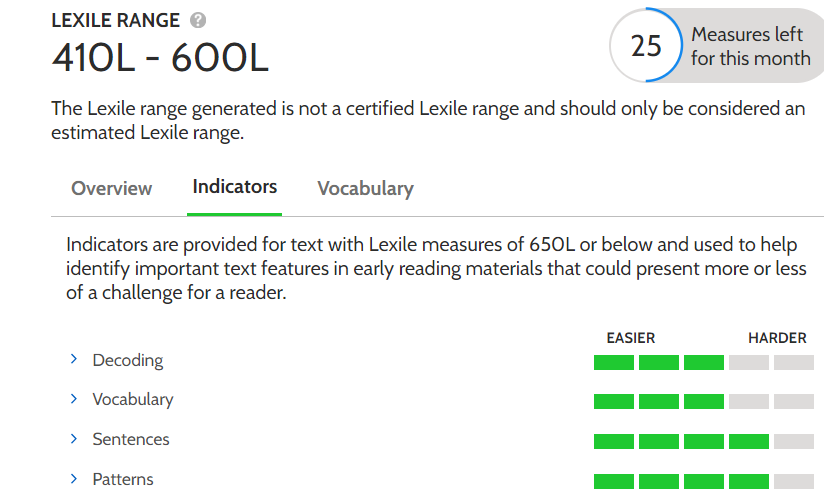 LEXILE RANGE ?
410L - 600L
25
Measures left
for this month
The Lexile range generated is not a certified Lexile range and should only be considered an
estimated Lexile range.
Overview Indicators Vocabulary
Indicators are provided for text with Lexile measures of 650L or below and used to help
identify important text features in early reading materials that could present more or less
of a challenge for a reader.
EASIER HARDER
Decoding
Vocabulary
Sentences
Patterns